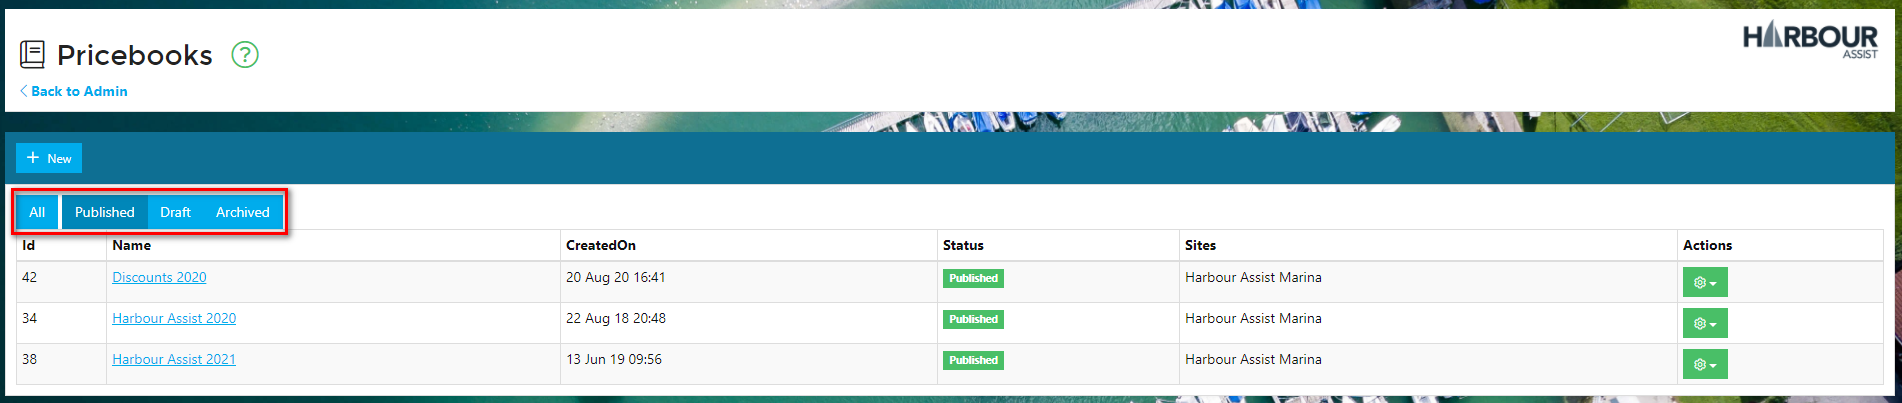 Pricebooks ?
HARBOUR
ASSIST
Back to Admin
+ New
All Published Draft Archived
Id Name CreatedOn Status Sites Actions
42 Discounts 2020 20 Aug 20 16:41 Published Harbour Assist Marina
34 Harbour Assist 2020 22 Aug 18 20:48 Published Harbour Assist Marina
38 Harbour Assist 2021 13 Jun 19 09:56 Published Harbour Assist Marina